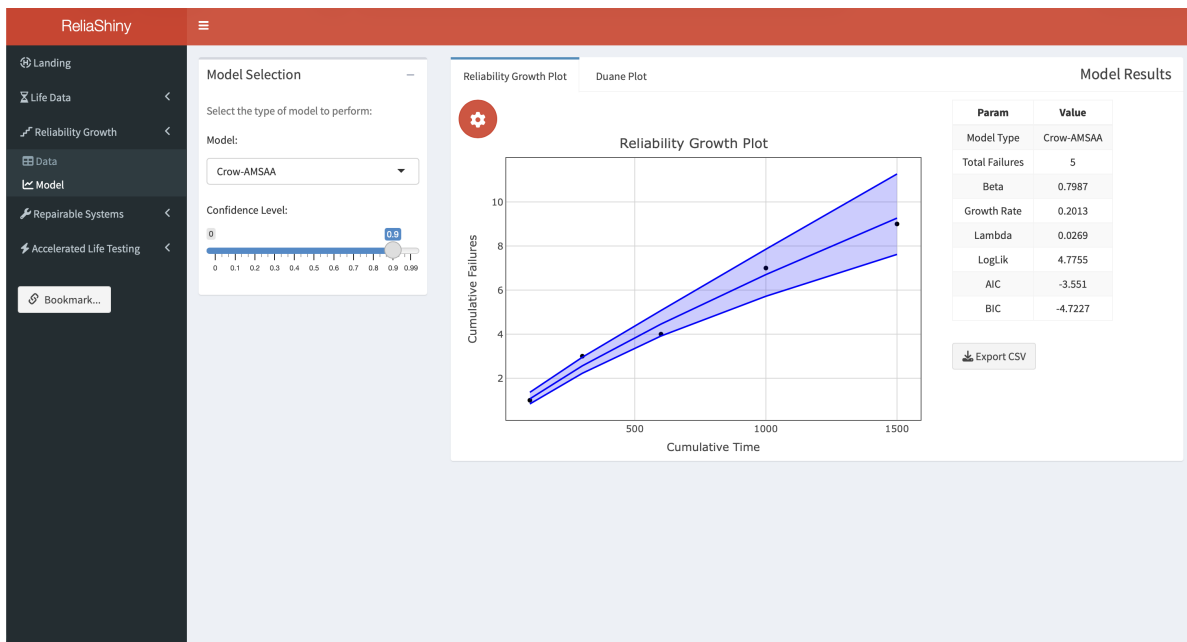 ReliaShiny
Landing
Life Data
Reliability Growth
Data
Model
Repairable Systems
Accelerated Life Testing
Bookmark...
Model Selection
Select the type of model to perform:
Model:
Crow-AMSAA
Confidence Level:
0 0.9
0 0.1 0.2 0.3 0.4 0.5 0.6 0.7 0.8 0.9 0.99
Reliability Growth Plot Duane Plot Model Results
Reliability Growth Plot
Cumulative Failures
10
8
6
4
2
500 1000 1500
Cumulative Time
Param Value
Model Type Crow-AMSAA
Total Failures 5
Beta 0.7987
Growth Rate 0.2013
Lambda 0.0269
LogLik 4.7755
AIC -3.551
BIC -4.7227
Export CSV